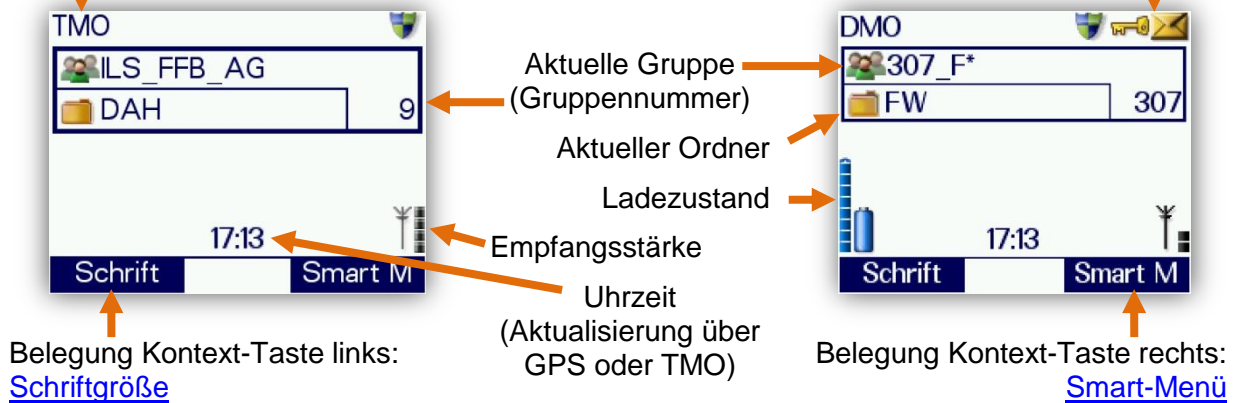 TMO
ILS_FFB_AG
DAH 9
17:13
Schrift Smart M
Aktuelle Gruppe
(Gruppennummer)
Aktueller Ordner
Ladezustand
Empfangsstärke
Uhrzeit
(Aktualisierung über
GPS oder TMO)
DMO
307_F*
FW 307
17:13
Schrift Smart M
Belegung Kontext-Taste links:
Schriftgröße
Belegung Kontext-Taste rechts:
Smart-Menü